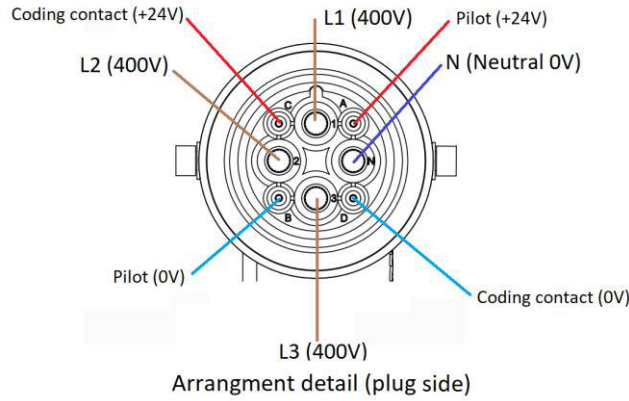 Coding contact (+24V)
L1 (400V)
Pilot (+24V)
L2 (400V)
N (Neutral 0V)
C
A
1
2
N
3
B
D
Pilot (0V)
Coding contact (0V)
L3 (400V)
Arrangment detail (plug side)